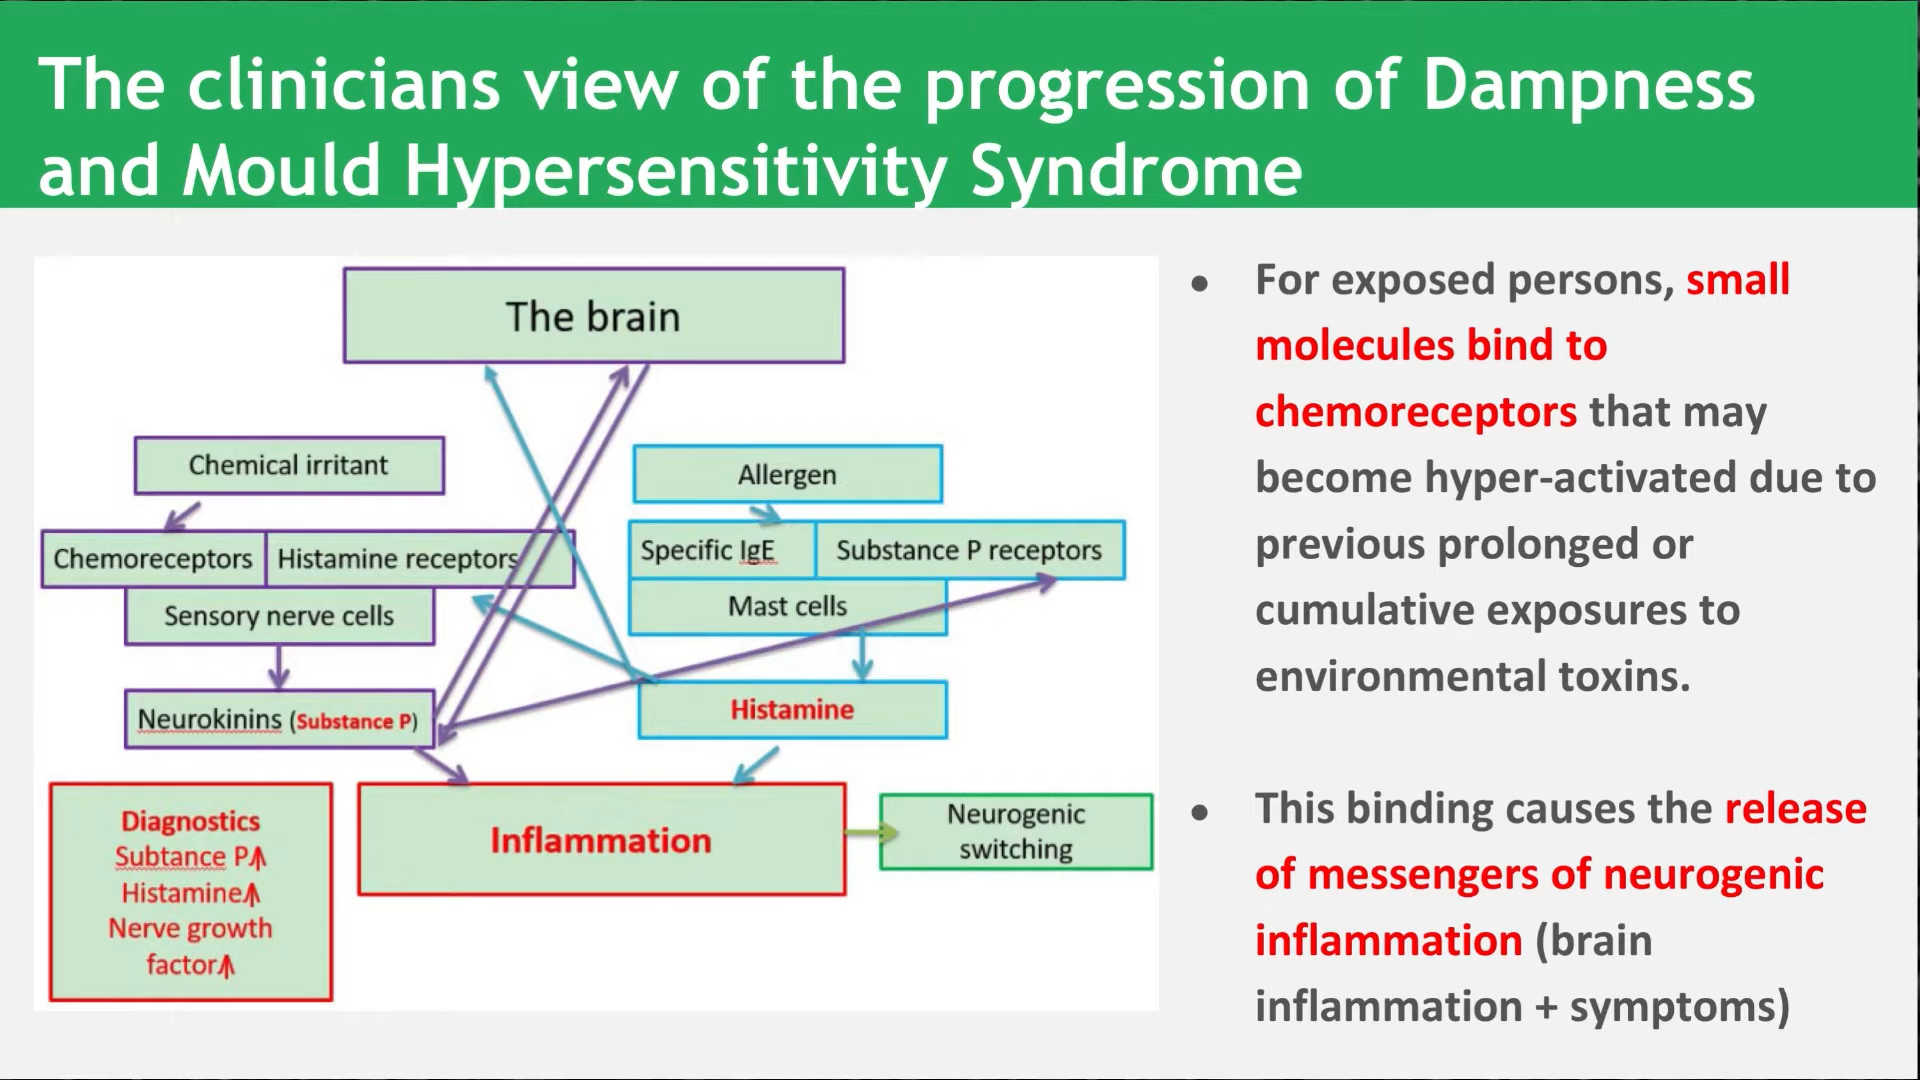 The clinicians view of the progression of Dampness
and Mould Hypersensitivity Syndrome
The brain
Chemical irritant
Allergen
Chemoreceptors
Histamine receptors
Specific IgE
Substance P receptors
Sensory nerve cells
Mast cells
Neurokinins (Substance P)
Histamine
Diagnostics
Subtance P
Histamine
Nerve growth
factor
Inflammation
Neurogenic
switching
• For exposed persons, small
molecules bind to
chemoreceptors that may
become hyper-activated due to
previous prolonged or
cumulative exposures to
environmental toxins.
• This binding causes the release
of messengers of neurogenic
inflammation (brain
inflammation + symptoms)